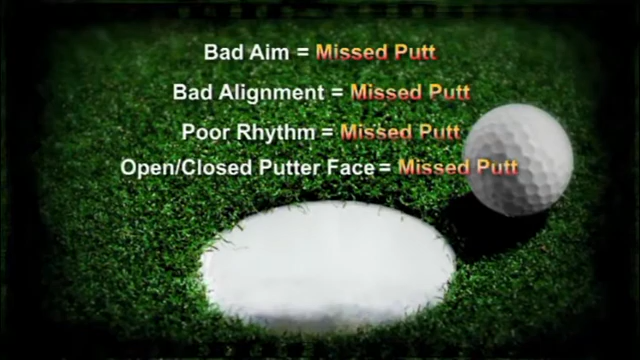 Bad Aim = Missed Putt
Bad Alignment = Missed Putt
Poor Rhythm = Missed Putt
Open/Closed Putter Face = Missed Putt